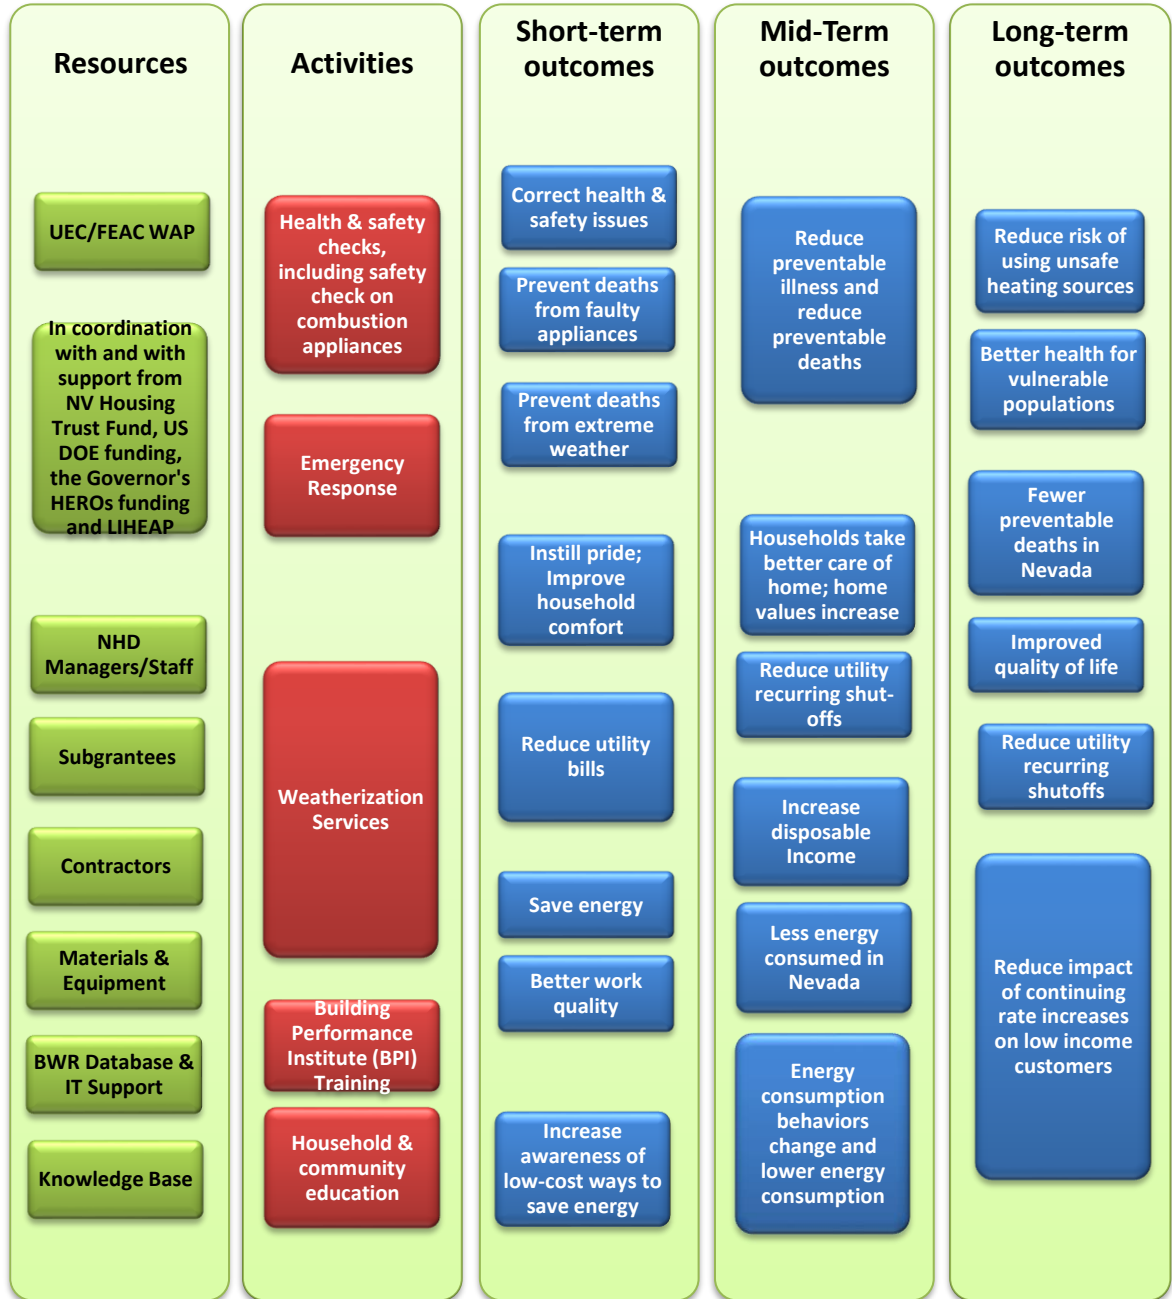 Resources
UEC/FEAC WAP
In coordination
with and with
support from
NV Housing
Trust Fund, US
DOE funding,
the Governor's
HEROs funding
and LIHEAP
NHD
Managers/Staff
Subgrantees
Contractors
Materials &
Equipment
BWR Database &
IT Support
Knowledge Base
Activities
Health & safety
checks,
including safety
check on
combustion
appliances
Emergency
Response
Weatherization
Services
Building
Performance
Institute (BPI)
Training
Household &
community
education
Short-term
outcomes
Correct health &
safety issues
Prevent deaths
from faulty
appliances
Prevent deaths
from extreme
weather
Instill pride;
Improve
household
comfort
Reduce utility
bills
Save energy
Better work
quality
Increase
awareness of
low-cost ways to
save energy
Mid-Term
outcomes
Reduce
preventable
illness and
reduce
preventable
deaths
Households take
better care of
home; home
values increase
Reduce utility
recurring shut-
offs
Increase
disposable
Income
Less energy
consumed in
Nevada
Energy
consumption
behaviors
change and
lower energy
consumption
Long-term
outcomes
Reduce risk of
using unsafe
heating sources
Better health for
vulnerable
populations
Fewer
preventable
deaths in
Nevada
Improved
quality of life
Reduce utility
recurring
shutoffs
Reduce impact
of continuing
rate increases
on low income
customers